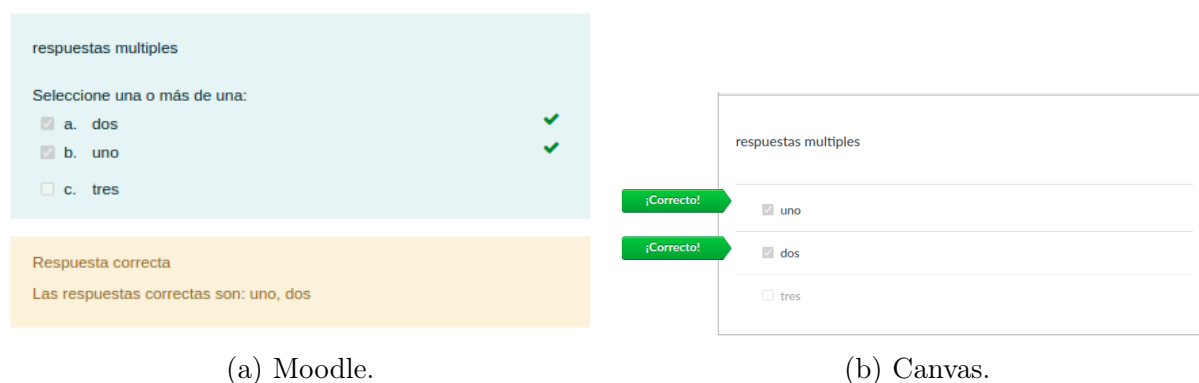 respuestas multiples
Seleccione una o más de una:
a. dos
b. uno
c. tres
Respuesta correcta
Las respuestas correctas son: uno, dos
(a) Moodle.
respuestas multiples
¡Correcto! uno
¡Correcto! dos
tres
(b) Canvas.